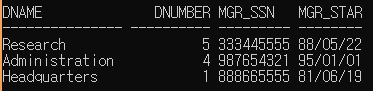 DNAME DNUMBER MGR_SSN MGR_STAR
--------------- ---------- --------- --------
Research 5 333445555 88/05/22
Administration 4 987654321 95/01/01
Headquarters 1 888665555 81/06/19